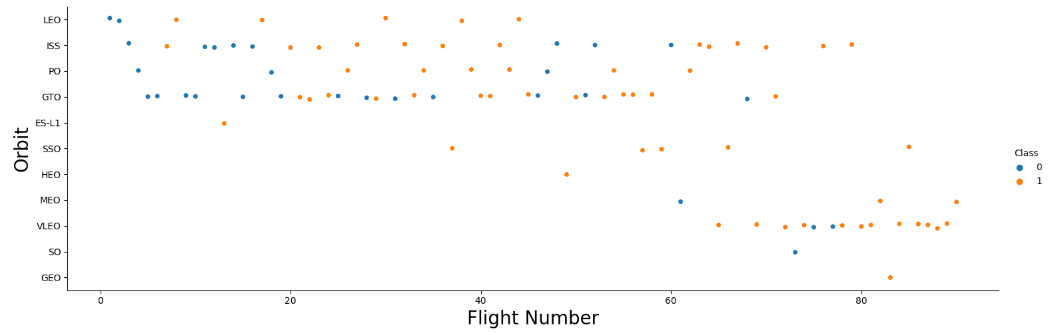 LEO
ISS
PO
GTO
ES-L1
SSO
HEO
MEO
VLEO
SO
GEO
Orbit
0 20 40 60 80
Flight Number
Class
0
1